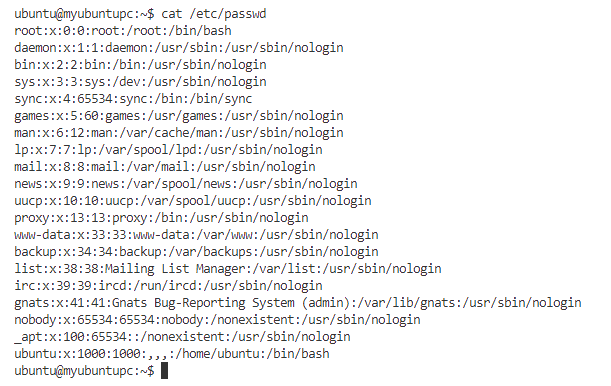 ubuntu@myubuntupc:~$ cat /etc/passwd
root:x:0:0:root:/root:/bin/bash
daemon:x:1:1:daemon:/usr/sbin:/usr/sbin/nologin
bin:x:2:2:bin:/bin:/usr/sbin/nologin
sys:x:3:3:sys:/dev:/usr/sbin/nologin
sync:x:4:65534:sync:/bin:/bin/sync
games:x:5:60:games:/usr/games:/usr/sbin/nologin
man:x:6:12:man:/var/cache/man:/usr/sbin/nologin
lp:x:7:7:lp:/var/spool/lpd:/usr/sbin/nologin
mail:x:8:8:mail:/var/mail:/usr/sbin/nologin
news:x:9:9:news:/var/spool/news:/usr/sbin/nologin
uucp:x:10:10:uucp:/var/spool/uucp:/usr/sbin/nologin
proxy:x:13:13:proxy:/bin:/usr/sbin/nologin
www-data:x:33:33:www-data:/var/www:/usr/sbin/nologin
backup:x:34:34:backup:/var/backups:/usr/sbin/nologin
list:x:38:38:Mailing List Manager:/var/list:/usr/sbin/nologin
irc:x:39:39:ircd:/run/ircd:/usr/sbin/nologin
gnats:x:41:41:Gnats Bug-Reporting System (admin):/var/lib/gnats:/usr/sbin/nologin
nobody:x:65534:65534:nobody:/nonexistent:/usr/sbin/nologin
_apt:x:100:65534::/nonexistent:/usr/sbin/nologin
ubuntu:x:1000:1000:,,,:/home/ubuntu:/bin/bash
ubuntu@myubuntupc:~$